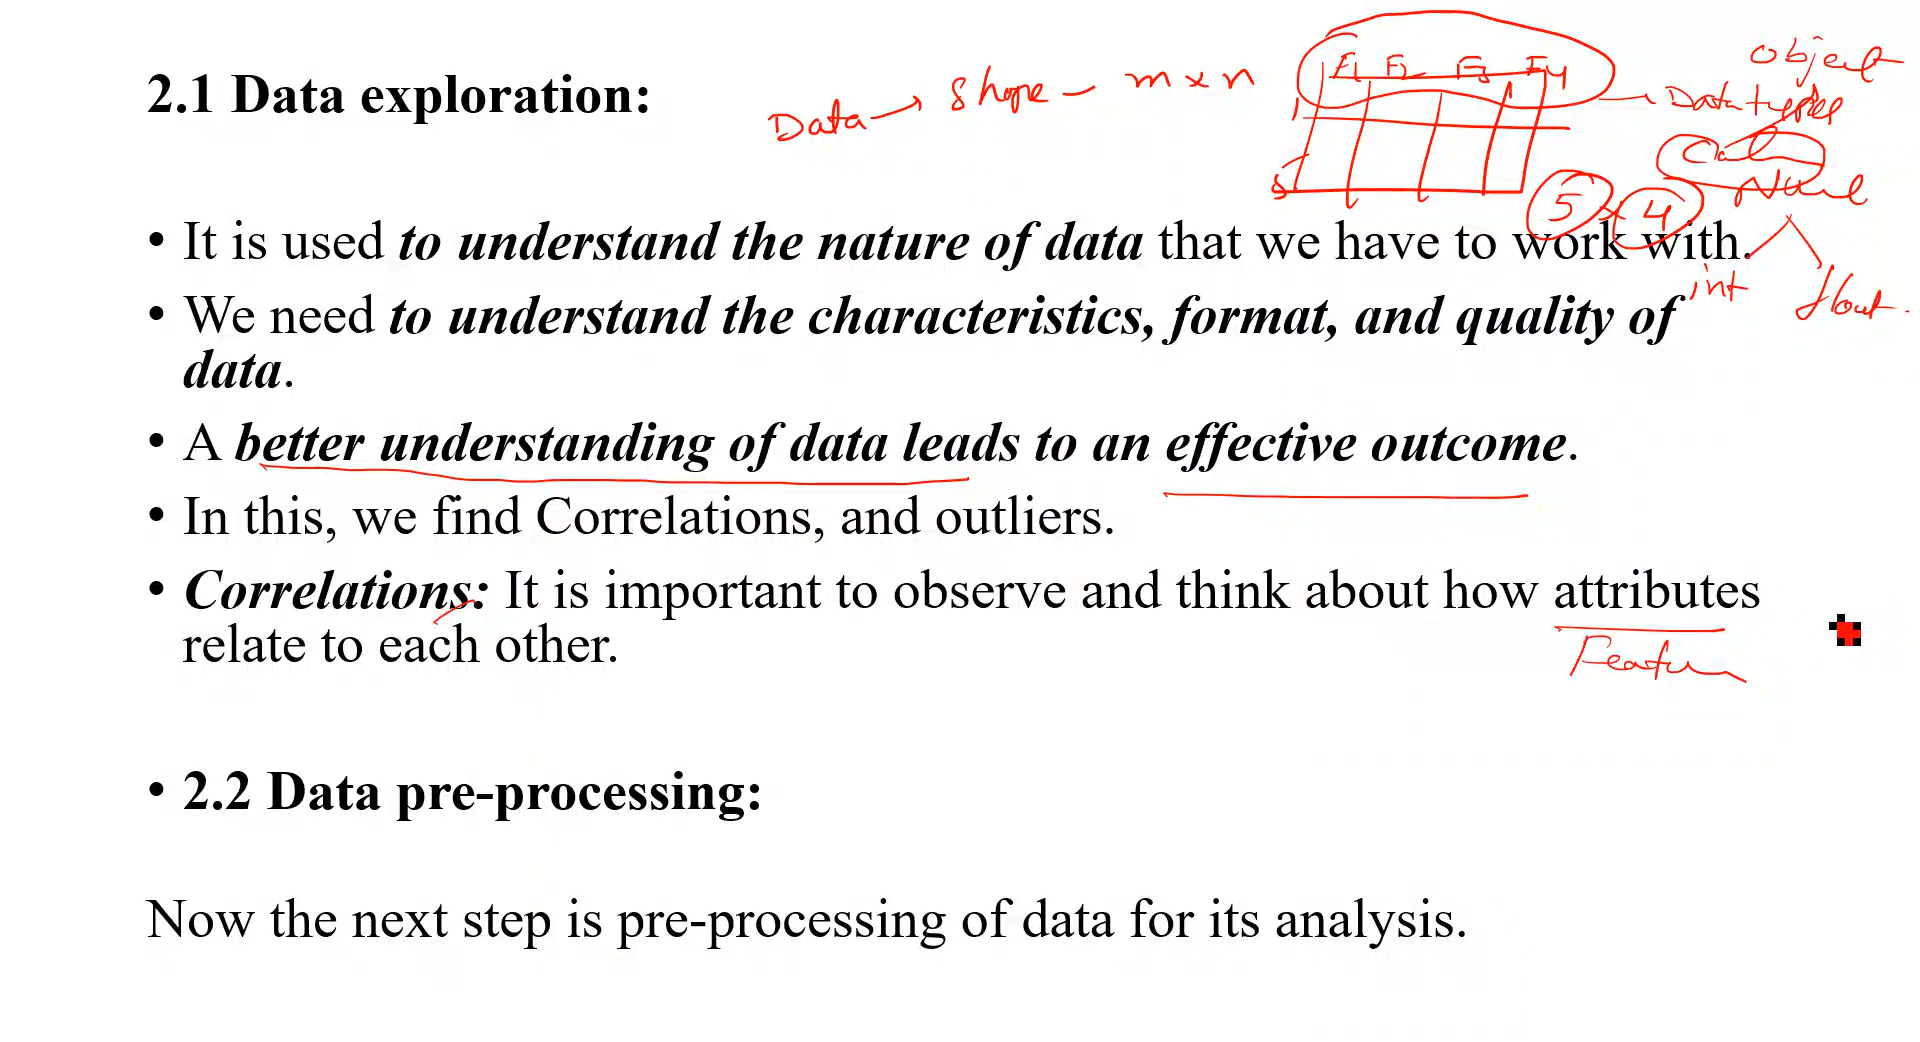 2.1 Data exploration:
Data → shape - m x n
F1 F2 F3 F4
object
Data types
1
5
5 x 4
int
float
• It is used to understand the nature of data that we have to work with.
• We need to understand the characteristics, format, and quality of
data.
• A better understanding of data leads to an effective outcome.
• In this, we find Correlations, and outliers.
• Correlations: It is important to observe and think about how attributes
relate to each other.
• 2.2 Data pre-processing:
Now the next step is pre-processing of data for its analysis.